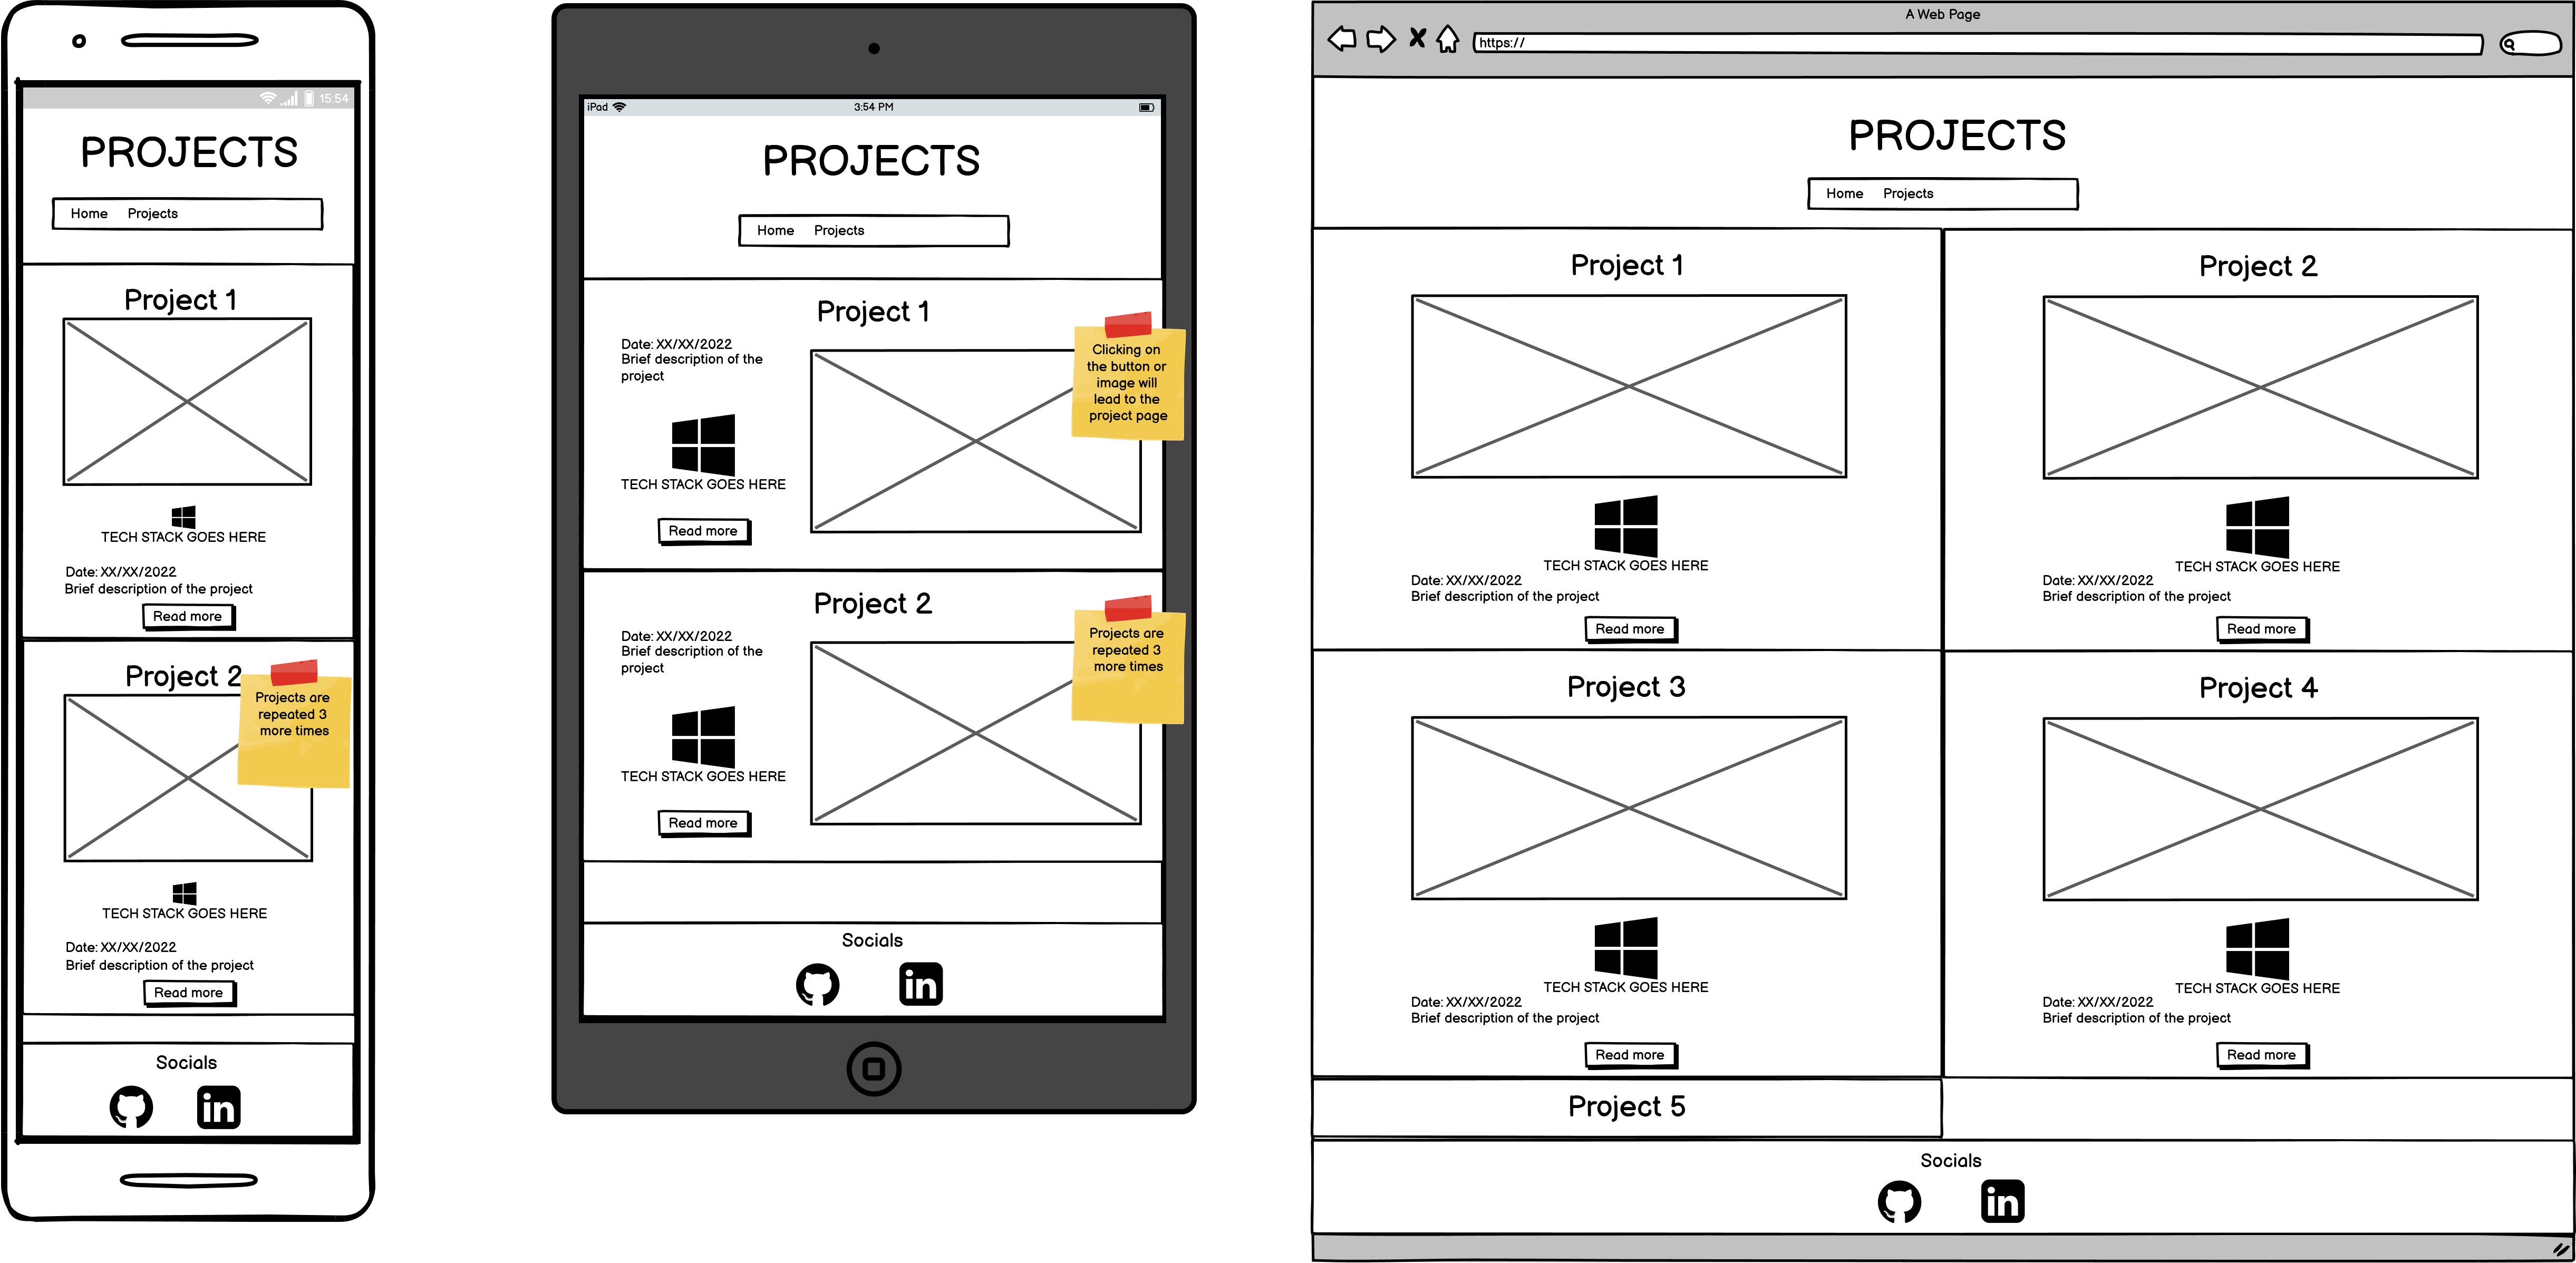 15:54
PROJECTS
Home Projects
Project 1
TECH STACK GOES HERE
Date: XX/XX/2022
Brief description of the project
Read more
Project 2
Projects are
repeated 3
more times
TECH STACK GOES HERE
Date: XX/XX/2022
Brief description of the project
Read more
Socials
in
iPad 3:54 PM
PROJECTS
Home Projects
Project 1
Date: XX/XX/2022
Brief description of the
project
TECH STACK GOES HERE
Read more
Clicking on
the button or
image will
lead to the
project page
Project 2
Date: XX/XX/2022
Brief description of the
project
TECH STACK GOES HERE
Read more
Projects are
repeated 3
more times
Socials
in
A Web Page
https://
PROJECTS
Home Projects
Project 1
TECH STACK GOES HERE
Date: XX/XX/2022
Brief description of the project
Read more
Project 2
TECH STACK GOES HERE
Date: XX/XX/2022
Brief description of the project
Read more
Project 3
TECH STACK GOES HERE
Date: XX/XX/2022
Brief description of the project
Read more
Project 4
TECH STACK GOES HERE
Date: XX/XX/2022
Brief description of the project
Read more
Project 5
Socials
in